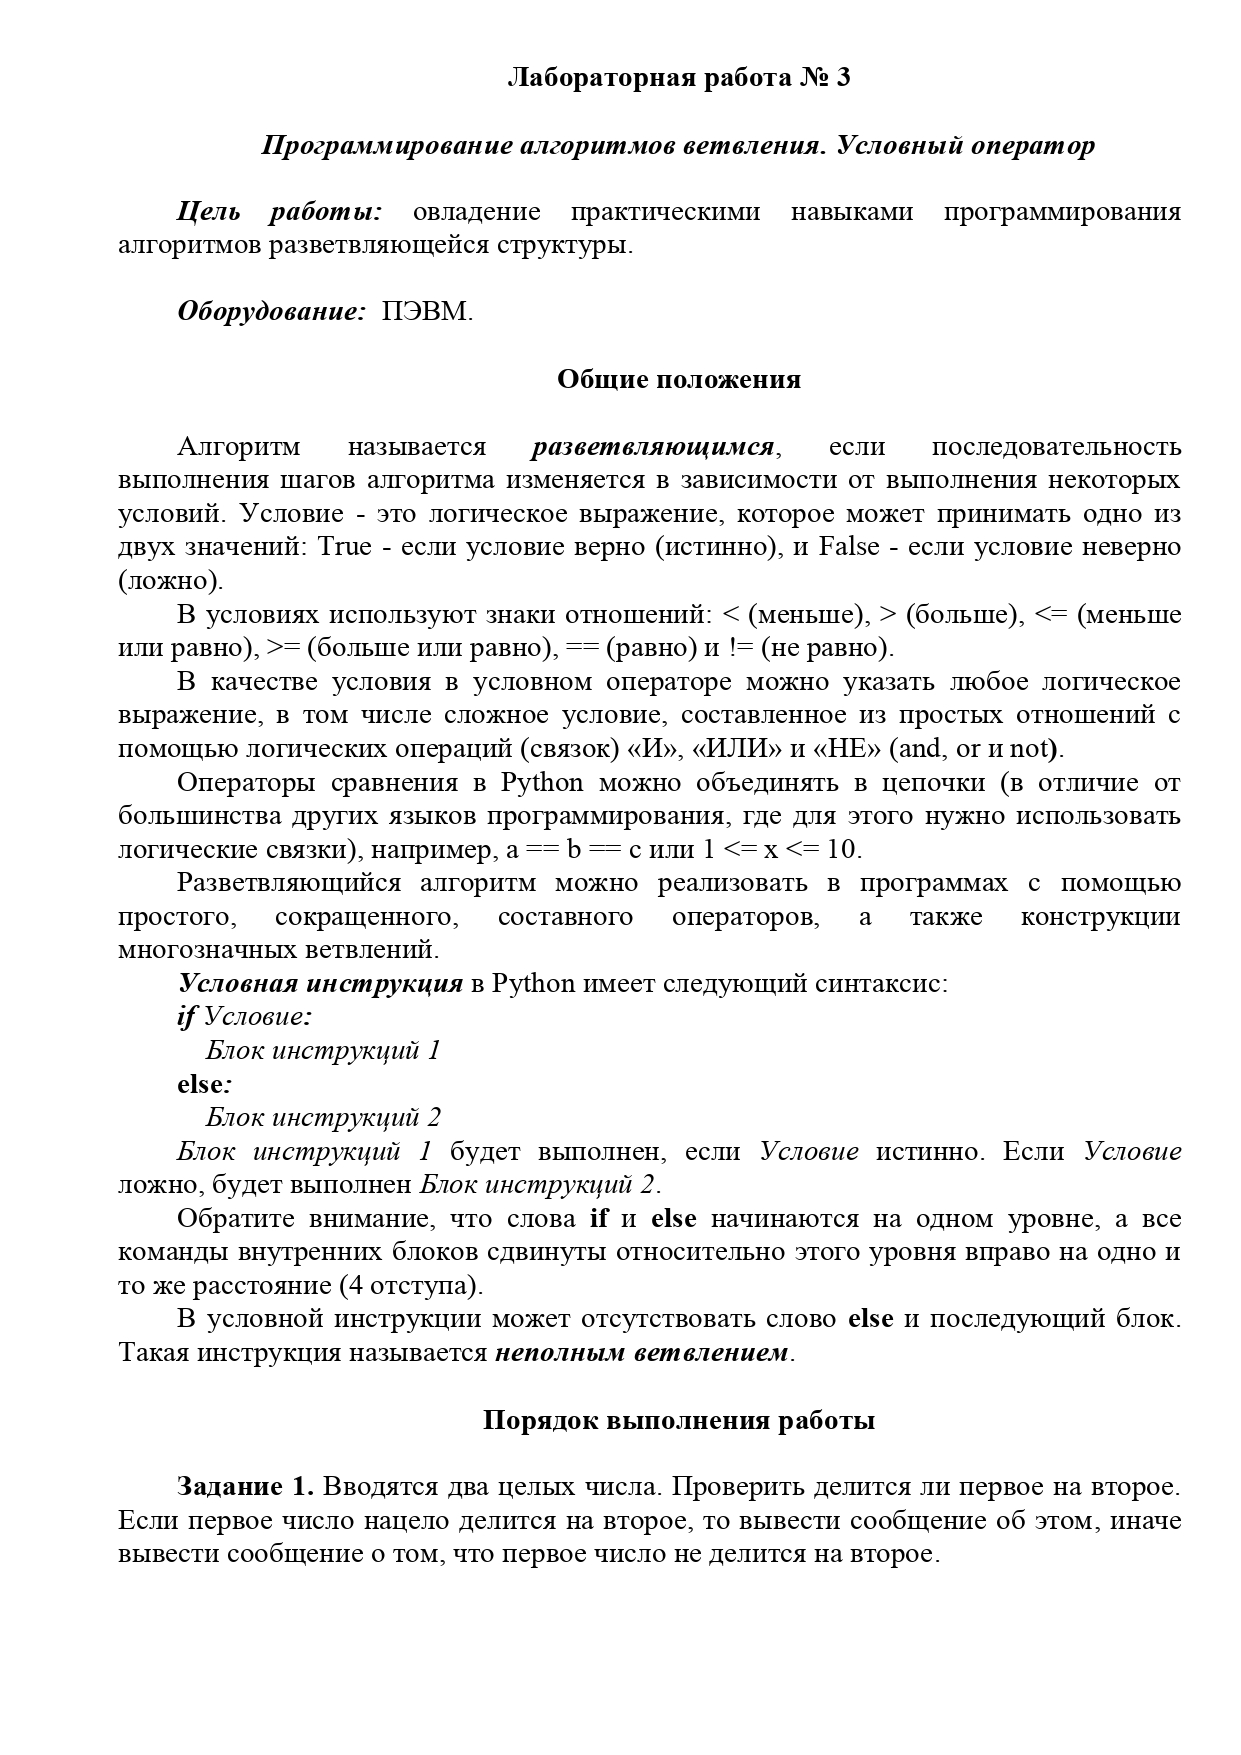 Лабораторная работа № 3
Программирование алгоритмов ветвления. Условный оператор
Цель работы: овладение практическими навыками программирования
алгоритмов разветвляющейся структуры.
Оборудование: ПЭВМ.
Общие положения
Алгоритм называется разветвляющимся, если последовательность
выполнения шагов алгоритма изменяется в зависимости от выполнения некоторых
условий. Условие - это логическое выражение, которое может принимать одно из
двух значений: True - если условие верно (истинно), и False - если условие неверно
(ложно).
В условиях используют знаки отношений: < (меньше), > (больше), <= (меньше
или равно), >= (больше или равно), == (равно) и != (не равно).
В качестве условия в условном операторе можно указать любое логическое
выражение, в том числе сложное условие, составленное из простых отношений с
помощью логических операций (связок) «И», «ИЛИ» и «НЕ» (and, or и not).
Операторы сравнения в Python можно объединять в цепочки (в отличие от
большинства других языков программирования, где для этого нужно использовать
логические связки), например, a == b == c или 1 <= x <= 10.
Разветвляющийся алгоритм можно реализовать в программах с помощью
простого, сокращенного, составного операторов, а также конструкции
многозначных ветвлений.
Условная инструкция в Python имеет следующий синтаксис:
if Условие:
Блок инструкций 1
else:
Блок инструкций 2
Блок инструкций 1 будет выполнен, если Условие истинно. Если Условие
ложно, будет выполнен Блок инструкций 2.
Обратите внимание, что слова if и else начинаются на одном уровне, а все
команды внутренних блоков сдвинуты относительно этого уровня вправо на одно и
то же расстояние (4 отступа).
В условной инструкции может отсутствовать слово else и последующий блок.
Такая инструкция называется неполным ветвлением.
Порядок выполнения работы
Задание 1. Вводятся два целых числа. Проверить делится ли первое на второе.
Если первое число нацело делится на второе, то вывести сообщение об этом, иначе
вывести сообщение о том, что первое число не делится на второе.